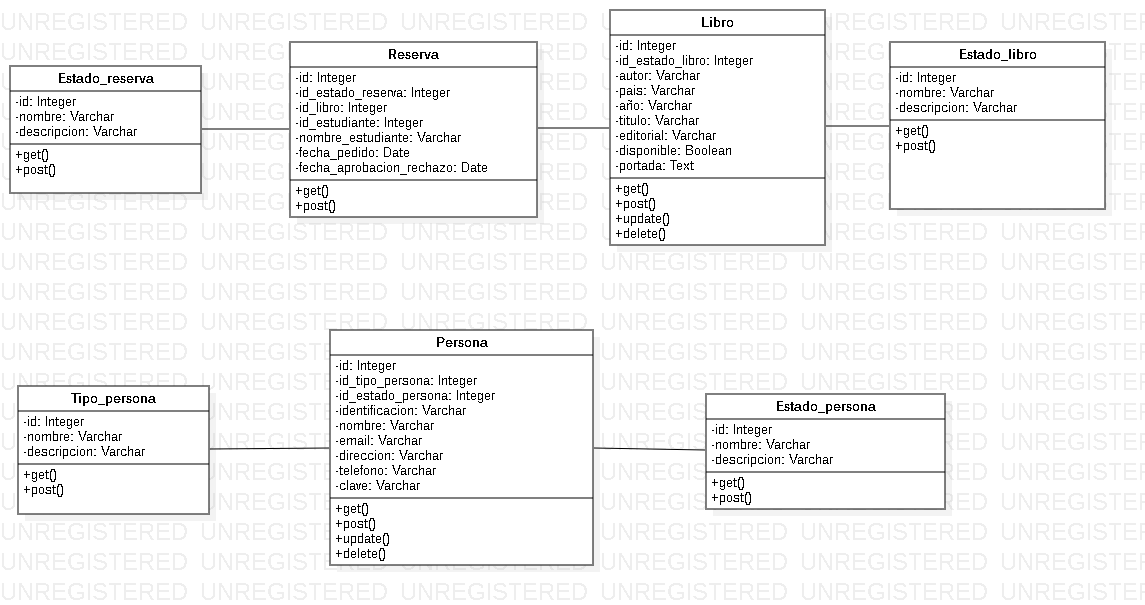 Estado_reserva
-id: Integer
-nombre: Varchar
-descripcion: Varchar
+get()
+post()
Reserva
-id: Integer
-id_estado_reserva: Integer
-id_libro: Integer
-id_estudiante: Integer
-nombre_estudiante: Varchar
-fecha_pedido: Date
-fecha_aprobacion_rechazo: Date
+get()
+post()
Libro
-id: Integer
-id_estado_libro: Integer
-autor: Varchar
-pais: Varchar
-año: Varchar
-titulo: Varchar
-editorial: Varchar
-disponible: Boolean
-portada: Text
+get()
+post()
+update()
+delete()
Estado_libro
-id: Integer
-nombre: Varchar
-descripcion: Varchar
+get()
+post()
Tipo_persona
-id: Integer
-nombre: Varchar
-descripcion: Varchar
+get()
+post()
Persona
-id: Integer
-id_tipo_persona: Integer
-id_estado_persona: Integer
-identificacion: Varchar
-nombre: Varchar
-email: Varchar
-direccion: Varchar
-telefono: Varchar
-clave: Varchar
+get()
+post()
+update()
+delete()
Estado_persona
-id: Integer
-nombre: Varchar
-descripcion: Varchar
+get()
+post()
UNREGISTERED